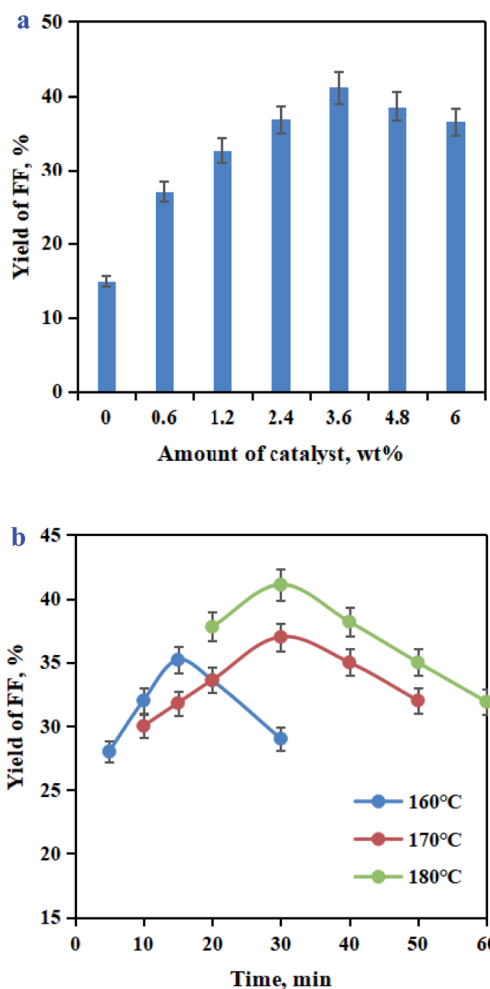 a
Yield of FF, %
50
40
30
20
10
0
0 0.6 1.2 2.4 3.6 4.8 6
Amount of catalyst, wt%
b
Yield of FF, %
45
40
35
30
25
20
15
160°C
170°C
180°C
0 10 20 30 40 50 60
Time, min